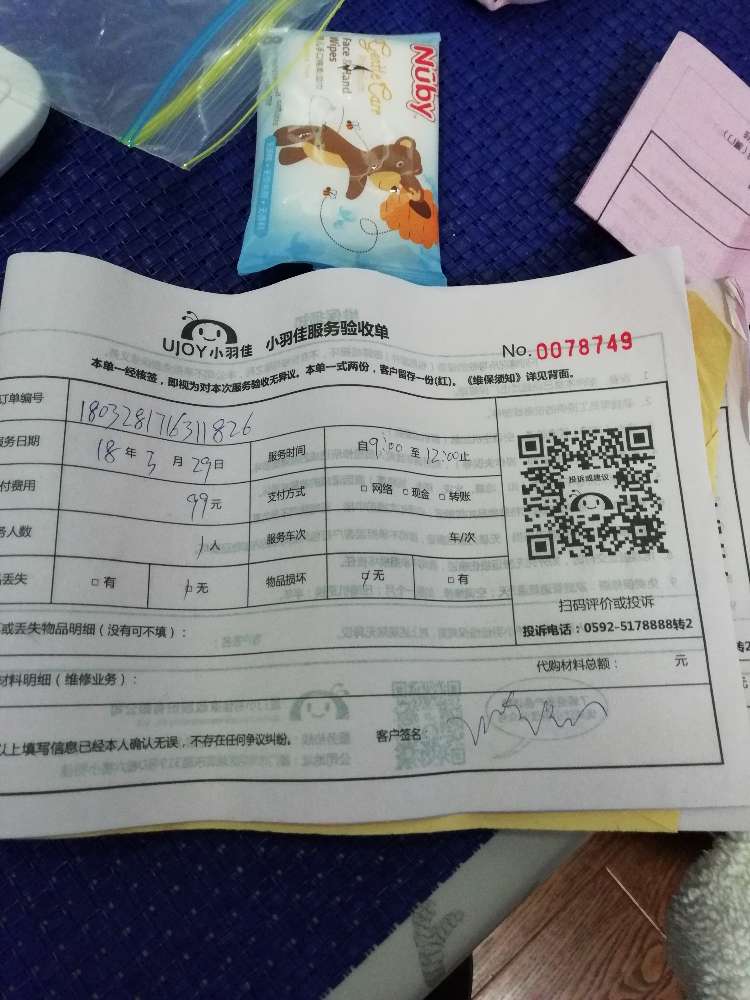 Nuby
Gentle Care
Face & Hand
Wipes
UJOY小羽佳 小羽佳服务验收单
No. 0078749
本单一经核签，即视为对本次服务验收无异议。本单一式两份，客户留存一份(红)。《维保须知》详见背面。
订单编号 180328176311826
务日期 18年3月29日 服务时间 自9:00至12:00止
付费用 99元 支付方式 □网络 □现金 □转账
务人数 1人 服务车次 车/次
丢失 □有 □无 物品损坏 □无 □有
投诉或建议
扫码评价或投诉
投诉电话：0592-5178888转2
或丢失物品明细（没有可不填）：
代购材料总额： 元
材料明细（维修业务）：
以上填写信息已经本人确认无误，不存在任何争议纠纷。 客户签名：